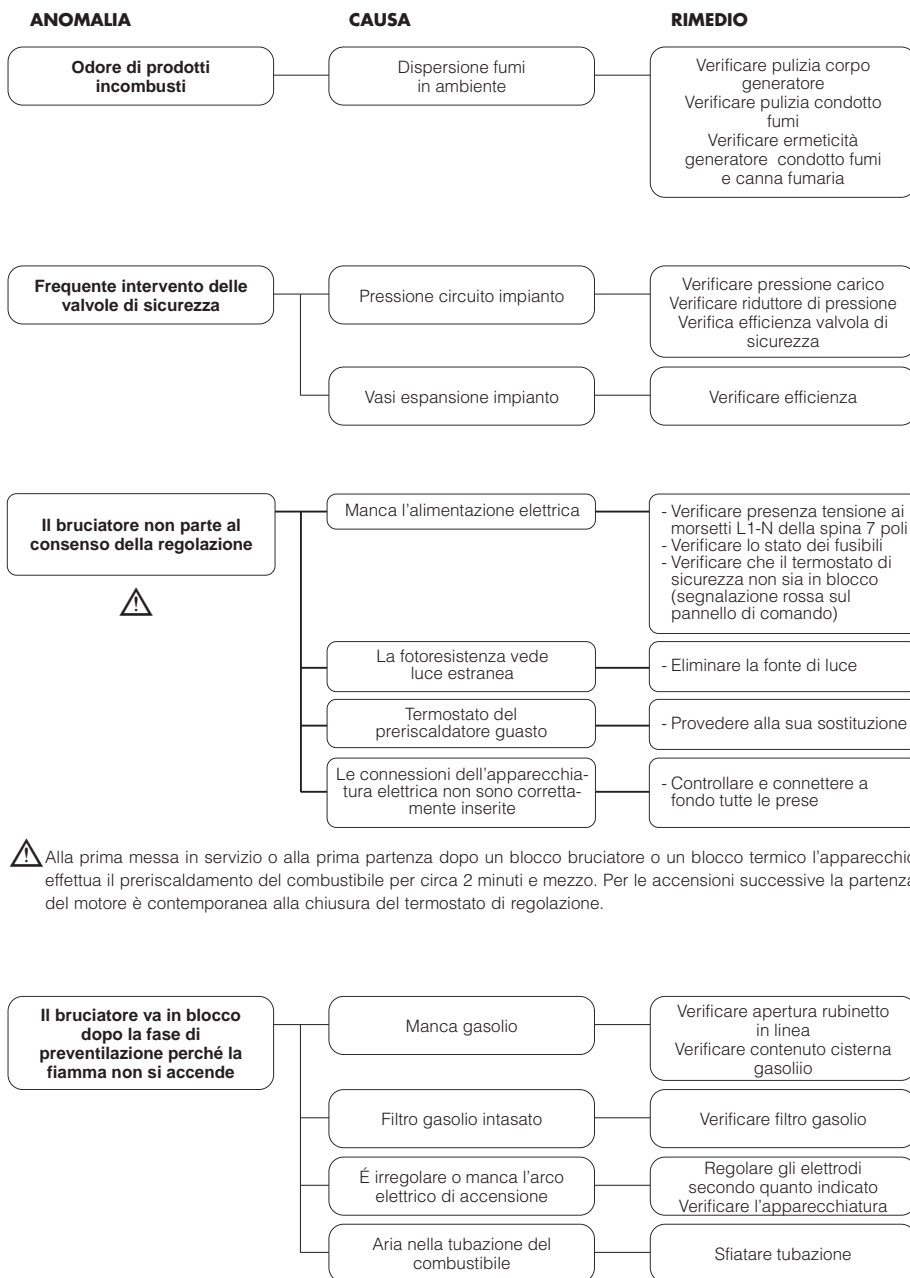 ANOMALIA CAUSA RIMEDIO
Odore di prodotti
incombusti
Dispersione fumi
in ambiente
Verificare pulizia corpo
generatore
Verificare pulizia condotto
fumi
Verificare ermeticità
generatore condotto fumi
e canna fumaria
Frequente intervento delle
valvole di sicurezza
Pressione circuito impianto
Verificare pressione carico
Verificare riduttore di pressione
Verifica efficienza valvola di
sicurezza
Vasi espansione impianto
Verificare efficienza
Il bruciatore non parte al
consenso della regolazione
Manca l'alimentazione elettrica
- Verificare presenza tensione ai
morsetti L1-N della spina 7 poli
- Verificare lo stato dei fusibili
- Verificare che il termostato di
sicurezza non sia in blocco
(segnalazione rossa sul
pannello di comando)
La fotoresistenza vede
luce estranea
- Eliminare la fonte di luce
Termostato del
preriscaldatore guasto
- Provedere alla sua sostituzione
Le connessioni dell'apparecchia-
tura elettrica non sono corretta-
mente inserite
- Controllare e connettere a
fondo tutte le prese
Alla prima messa in servizio o alla prima partenza dopo un blocco bruciatore o un blocco termico l'apparecchio
effettua il preriscaldamento del combustibile per circa 2 minuti e mezzo. Per le accensioni successive la partenza
del motore è contemporanea alla chiusura del termostato di regolazione.
Il bruciatore va in blocco
dopo la fase di
preventilazione perché la
fiamma non si accende
Manca gasolio
Verificare apertura rubinetto
in linea
Verificare contenuto cisterna
gasoliio
Filtro gasolio intasato
Verificare filtro gasolio
É irregolare o manca l'arco
elettrico di accensione
Regolare gli elettrodi
secondo quanto indicato
Verificare l'apparecchiatura
Aria nella tubazione del
combustibile
Sfiatare tubazione